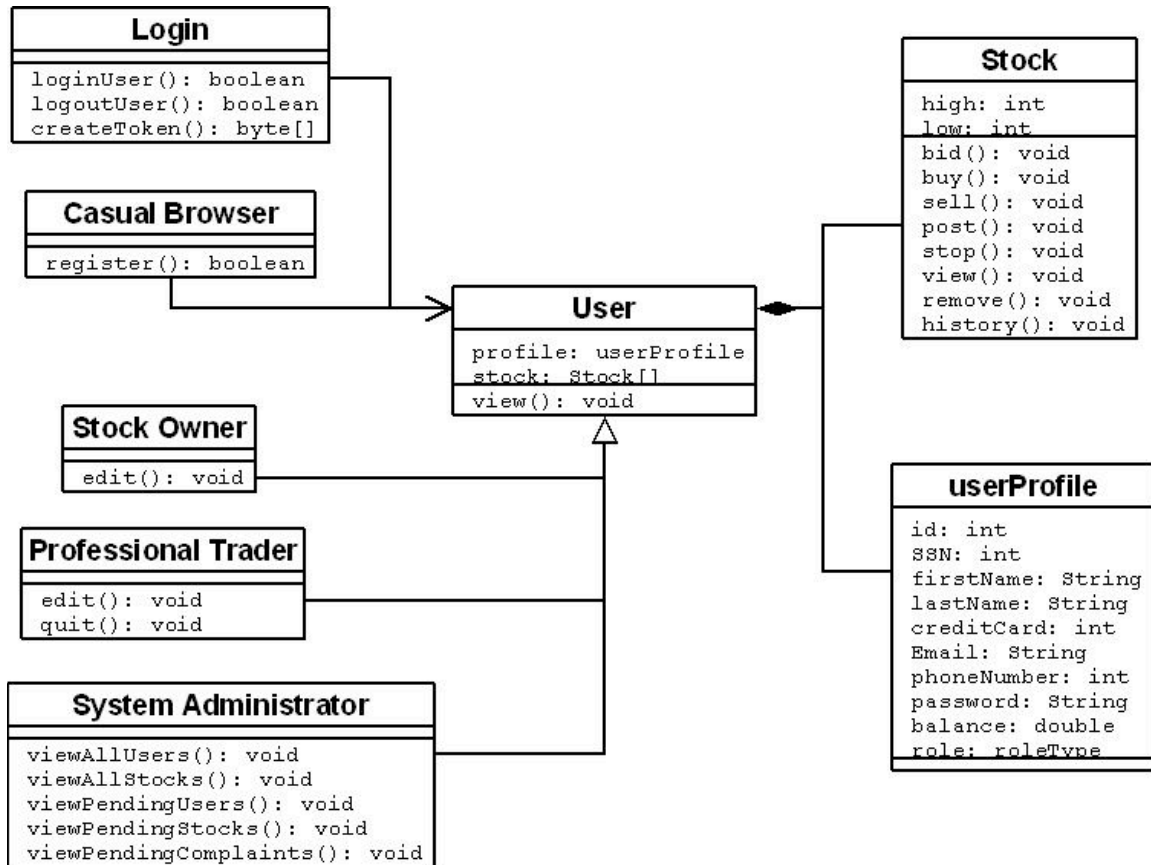 Login
loginUser(): boolean
logoutUser(): boolean
createToken(): byte[]
Casual Browser
register(): boolean
Stock
high: int
low: int
bid(): void
buy(): void
sell(): void
post(): void
stop(): void
view(): void
remove(): void
history(): void
User
profile: userProfile
stock: Stock[]
view(): void
Stock Owner
edit(): void
Professional Trader
edit(): void
quit(): void
System Administrator
viewAllUsers(): void
viewAllStocks(): void
viewPendingUsers(): void
viewPendingStocks(): void
viewPendingComplaints(): void
userProfile
id: int
SSN: int
firstName: String
lastName: String
creditCard: int
Email: String
phoneNumber: int
password: String
balance: double
role: roleType